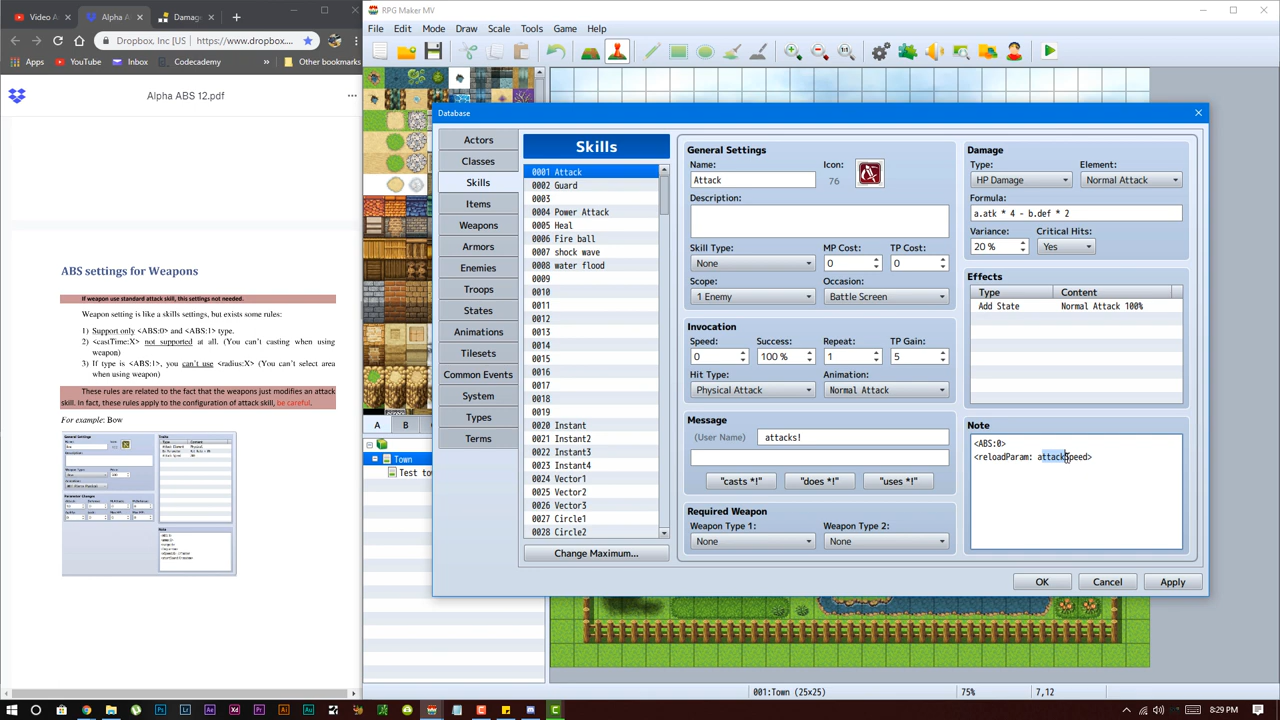 Video A
Alpha A
Damage
Dropbox, Inc [US
https://www.dropbox....
Apps
YouTube
Inbox
Codecademy
»
Other bookmarks
Alpha ABS 12.pdf
...
ABS settings for Weapons
If weapon use standard attack skill, this settings not needed.
Weapon setting is like a skills settings, but exists some rules:
1) Support only <ABS:0> and <ABS:1> type.
2) <castTime:X> not supported at all. (You can't casting when using
weapon)
3) If type is <ABS:1>, you can't use <radius:X> (You can't select area
when using weapon)
These rules are related to the fact that the weapons just modifies an attack
skill. In fact, these rules apply to the configuration of attack skill, be careful.
For example: Bow
RPG Maker MV
File Edit Mode Draw Scale Tools Game Help
A
B
Town
Test tow
Database
Actors
Classes
Skills
Items
Weapons
Armors
Enemies
Troops
States
Animations
Tilesets
Common Events
System
Types
Terms
Skills
0001 Attack
0002 Guard
0003
0004 Power Attack
0005 Heal
0006 Fire ball
0007 shock wave
0008 water flood
0009
0010
0011
0012
0013
0014
0015
0016
0017
0018
0019
0020 Instant
0021 Instant2
0022 Instant3
0023 Instant4
0024 Vector1
0025 Vector2
0026 Vector3
0027 Circle1
0028 Circle2
Change Maximum...
General Settings
Name:
Icon:
Attack
76
Description:
Skill Type:
MP Cost:
TP Cost:
None
0
0
Scope:
Occasion:
1 Enemy
Battle Screen
Invocation
Speed:
Success:
Repeat:
TP Gain:
0
100 %
1
5
Hit Type:
Animation:
Physical Attack
Normal Attack
Message
(User Name)
attacks!
"casts *!"
"does *!"
"uses *!"
Required Weapon
Weapon Type 1:
Weapon Type 2:
None
None
Damage
Type:
Element:
HP Damage
Normal Attack
Formula:
a.atk * 4 - b.def * 2
Variance:
Critical Hits:
20 %
Yes
Effects
Type
Content
Add State
Normal Attack 100%
Note
<ABS:0>
<reloadParam: attackSpeed>
OK
Cancel
Apply
001:Town (25x25)
75%
7,12
8:29 PM